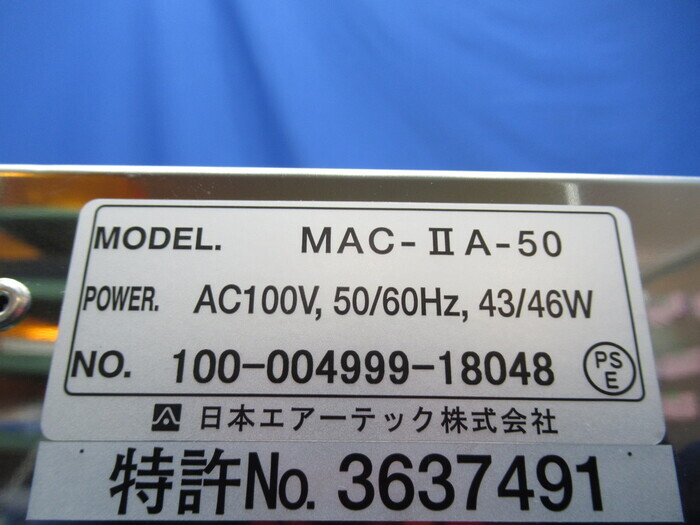 MODEL. MAC-ⅡA-50
POWER. AC100V, 50/60Hz, 43/46W
NO. 100-004999-18048 PSE
日本エアーテック株式会社
特許No. 3637491